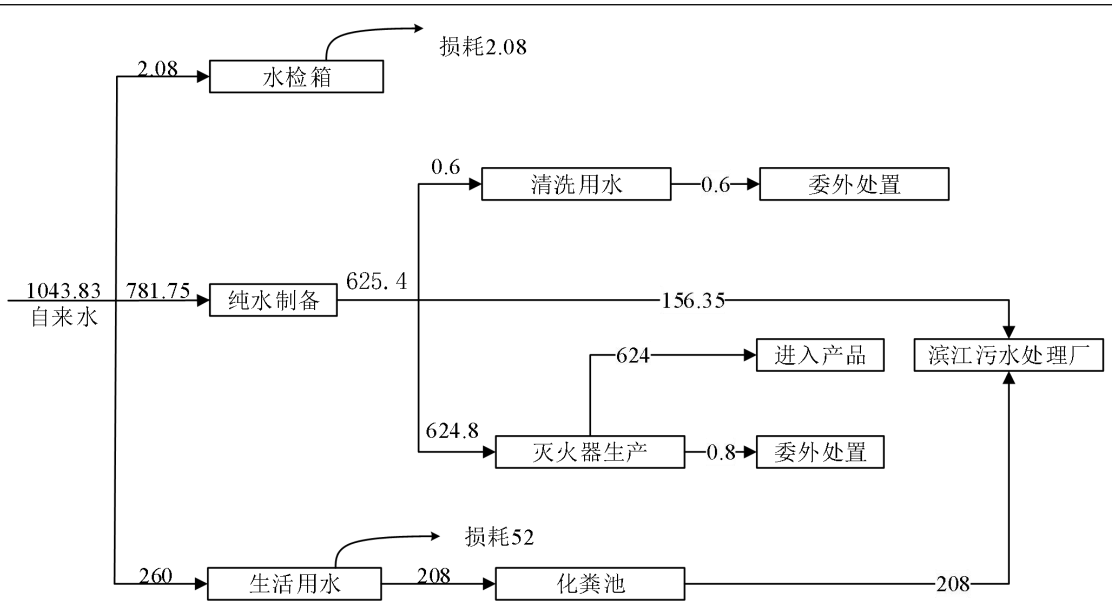 损耗2.08
2.08
水检箱
0.6
清洗用水
0.6
委外处置
1043.83
自来水
781.75
纯水制备
625.4
156.35
624
进入产品
滨江污水处理厂
624.8
灭火器生产
0.8
委外处置
损耗52
260
生活用水
208
化粪池
208